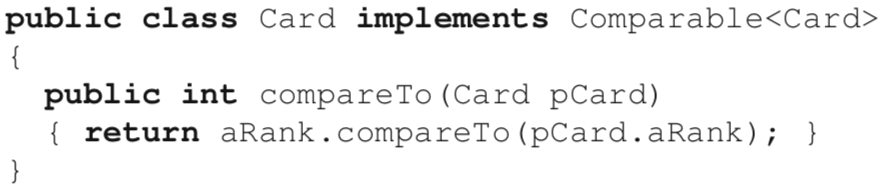 public class Card implements Comparable<Card>
{
public int compareTo(Card pCard)
{ return aRank.compareTo(pCard.aRank); }
}